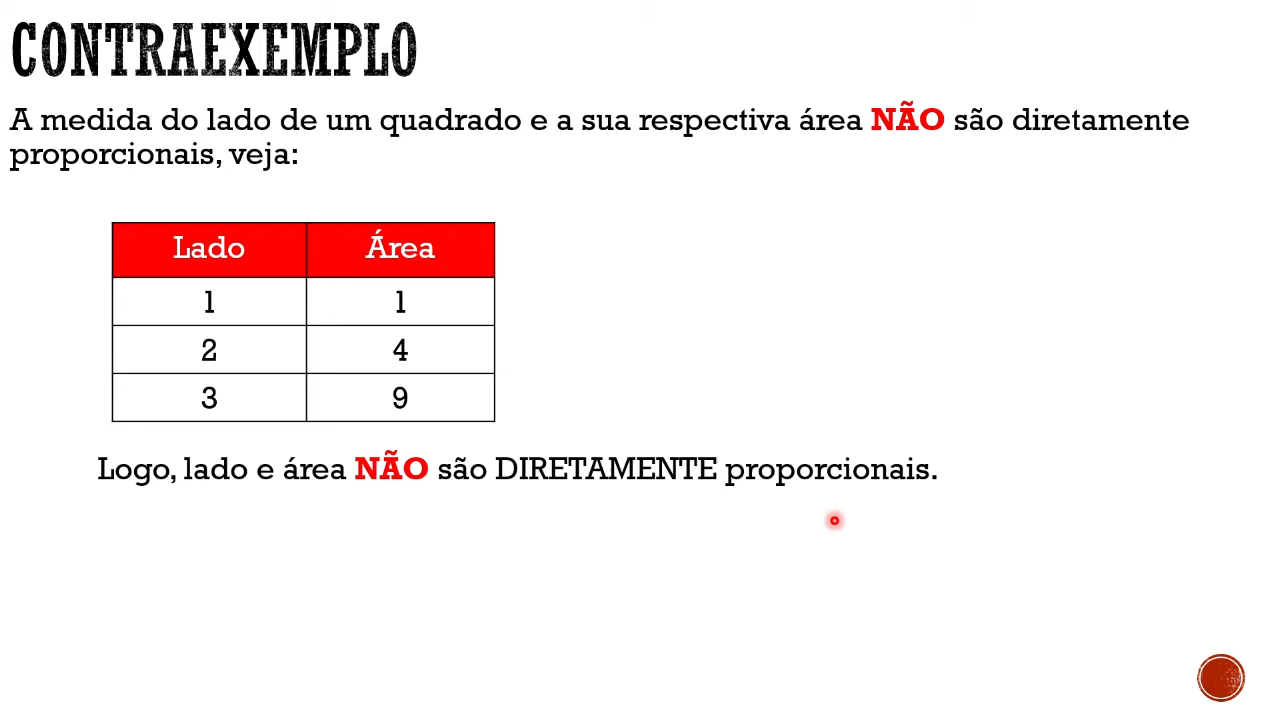 CONTRAEXEMPLO
A medida do lado de um quadrado e a sua respectiva área NÃO são diretamente
proporcionais, veja:
Lado Área
1 1
2 4
3 9
Logo, lado e área NÃO são DIRETAMENTE proporcionais.